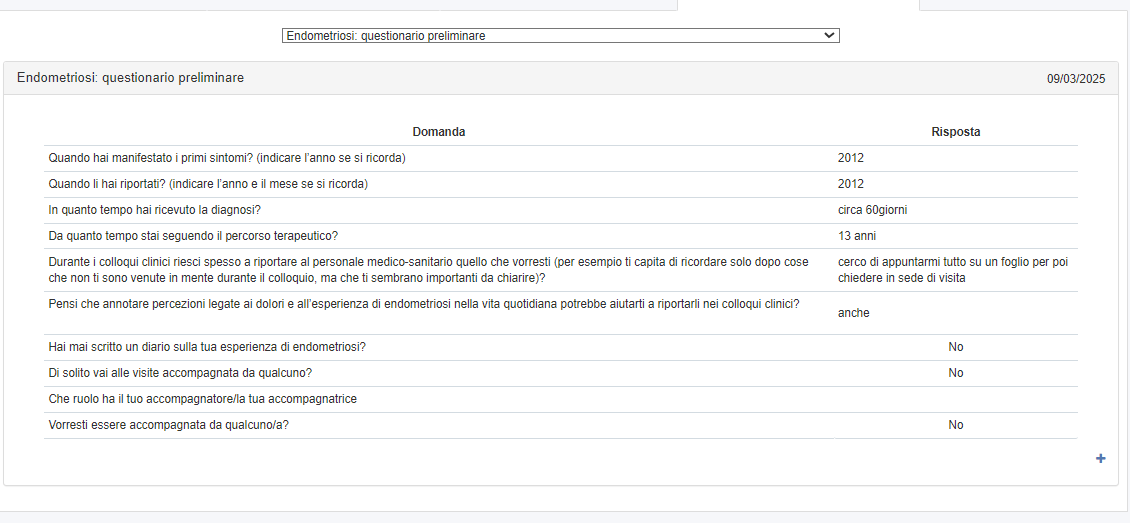 Endometriosi: questionario preliminare
Endometriosi: questionario preliminare 09/03/2025
Domanda Risposta
Quando hai manifestato i primi sintomi? (indicare l'anno se si ricorda) 2012
Quando li hai riportati? (indicare l'anno e il mese se si ricorda) 2012
In quanto tempo hai ricevuto la diagnosi? circa 60giorni
Da quanto tempo stai seguendo il percorso terapeutico? 13 anni
Durante i colloqui clinici riesci spesso a riportare al personale medico-sanitario quello che vorresti (per esempio ti capita di ricordare solo dopo cose
che non ti sono venute in mente durante il colloquio, ma che ti sembrano importanti da chiarire)?
cerco di appuntarmi tutto su un foglio per poi
chiedere in sede di visita
Pensi che annotare percezioni legate ai dolori e all'esperienza di endometriosi nella vita quotidiana potrebbe aiutarti a riportarli nei colloqui clinici?
anche
Hai mai scritto un diario sulla tua esperienza di endometriosi? No
Di solito vai alle visite accompagnata da qualcuno? No
Che ruolo ha il tuo accompagnatore/la tua accompagnatrice
Vorresti essere accompagnata da qualcuno/a? No